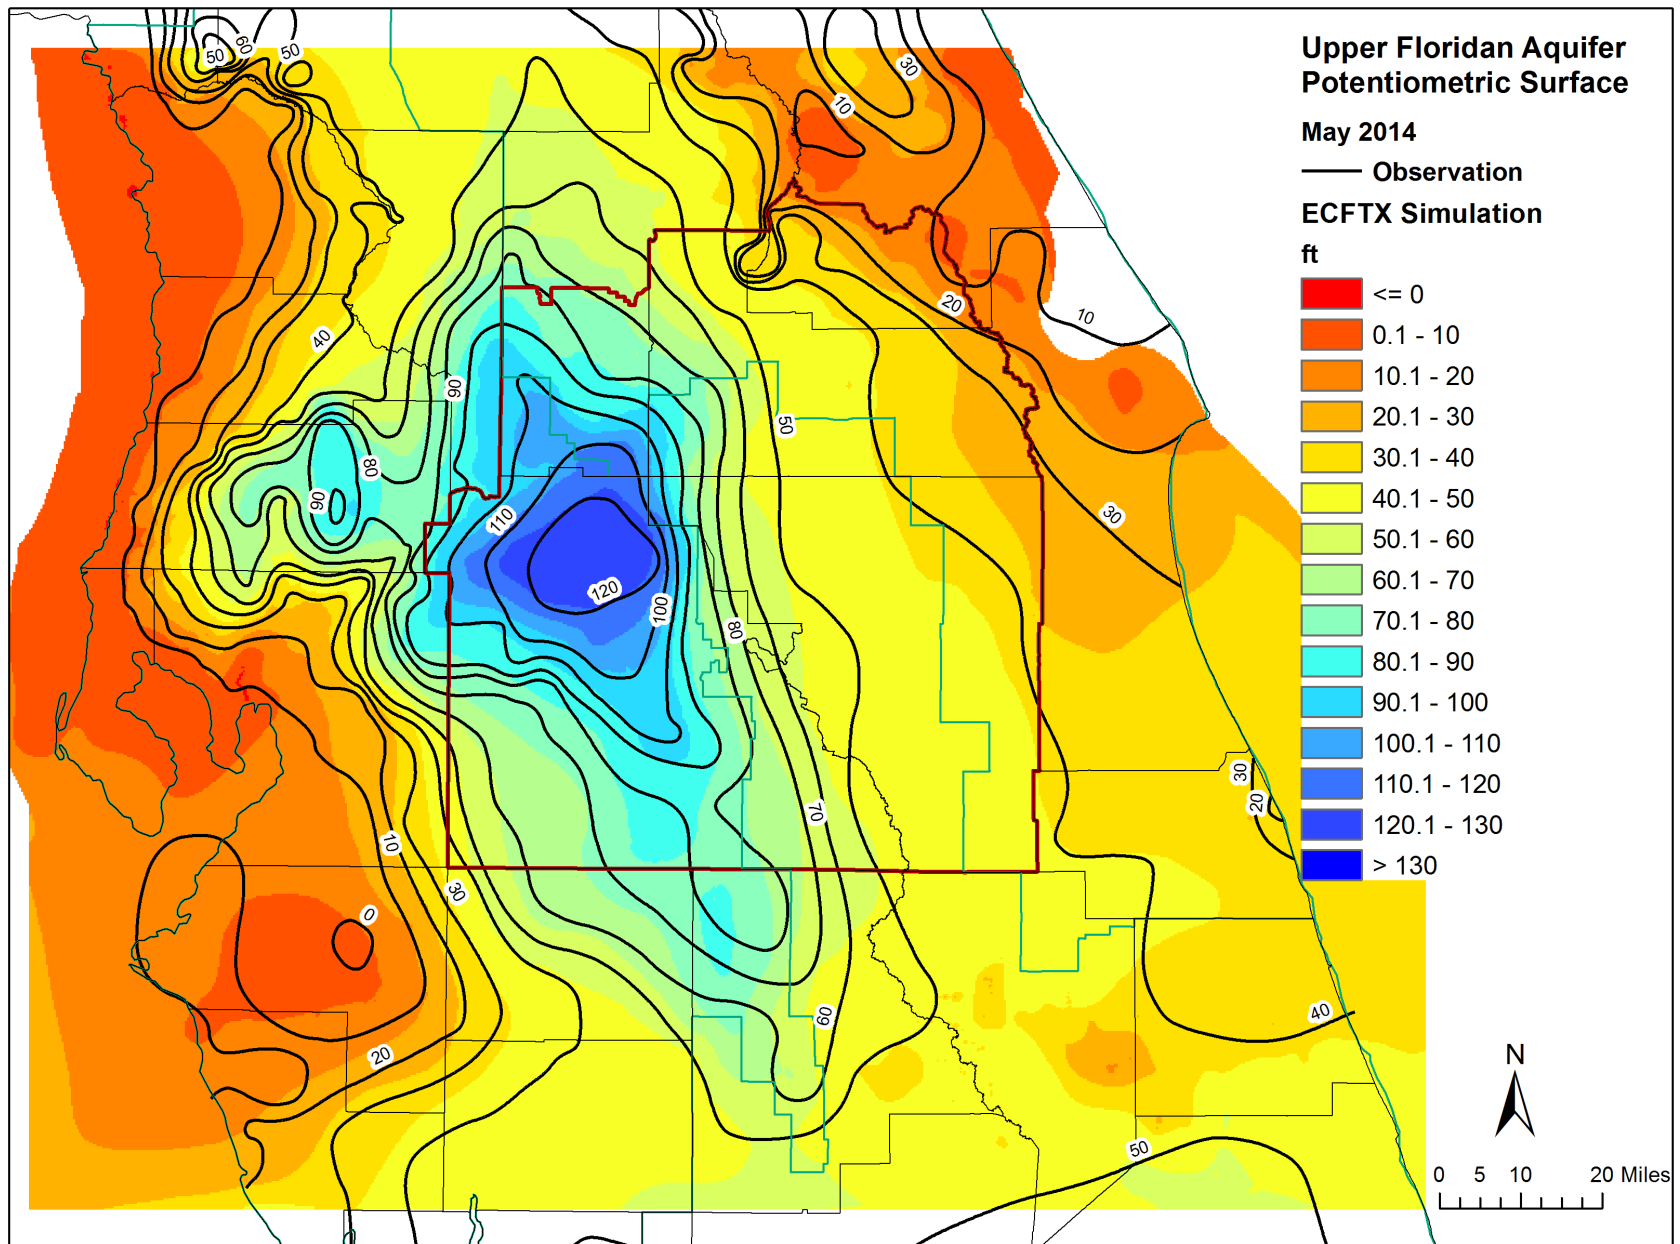 Upper Floridan Aquifer
Potentiometric Surface
May 2014
Observation
ECFTX Simulation
ft
<= 0
0.1 - 10
10.1 - 20
20.1 - 30
30.1 - 40
40.1 - 50
50.1 - 60
60.1 - 70
70.1 - 80
80.1 - 90
90.1 - 100
100.1 - 110
110.1 - 120
120.1 - 130
> 130
50
60
50
30
10
20
10
40
90
50
80
90
110
30
120
100
80
30
20
70
10
30
0
60
40
20
50
N
0 5 10 20 Miles